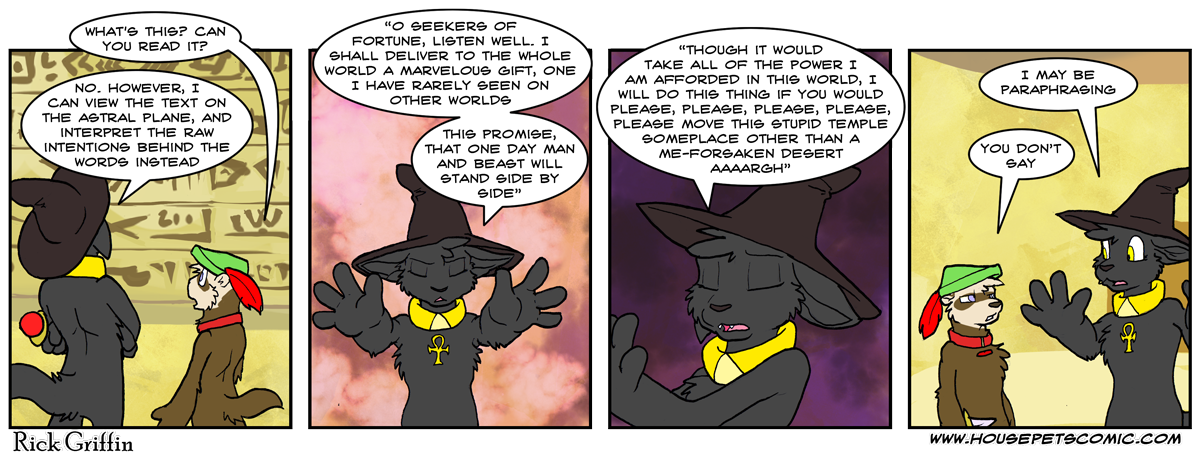 WHAT'S THIS? CAN
YOU READ IT?
NO. HOWEVER, I
CAN VIEW THE TEXT ON
THE ASTRAL PLANE, AND
INTERPRET THE RAW
INTENTIONS BEHIND THE
WORDS INSTEAD
"O SEEKERS OF
FORTUNE, LISTEN WELL. I
SHALL DELIVER TO THE WHOLE
WORLD A MARVELOUS GIFT, ONE
I HAVE RARELY SEEN ON
OTHER WORLDS
THIS PROMISE,
THAT ONE DAY MAN
AND BEAST WILL
STAND SIDE BY
SIDE"
"THOUGH IT WOULD
TAKE ALL OF THE POWER I
AM AFFORDED IN THIS WORLD, I
WILL DO THIS THING IF YOU WOULD
PLEASE, PLEASE, PLEASE, PLEASE,
PLEASE MOVE THIS STUPID TEMPLE
SOMEPLACE OTHER THAN A
ME-FORSAKEN DESERT
AAAARGH"
I MAY BE
PARAPHRASING
YOU DON'T
SAY
Rick Griffin
WWW.HOUSEPETSCOMIC.COM